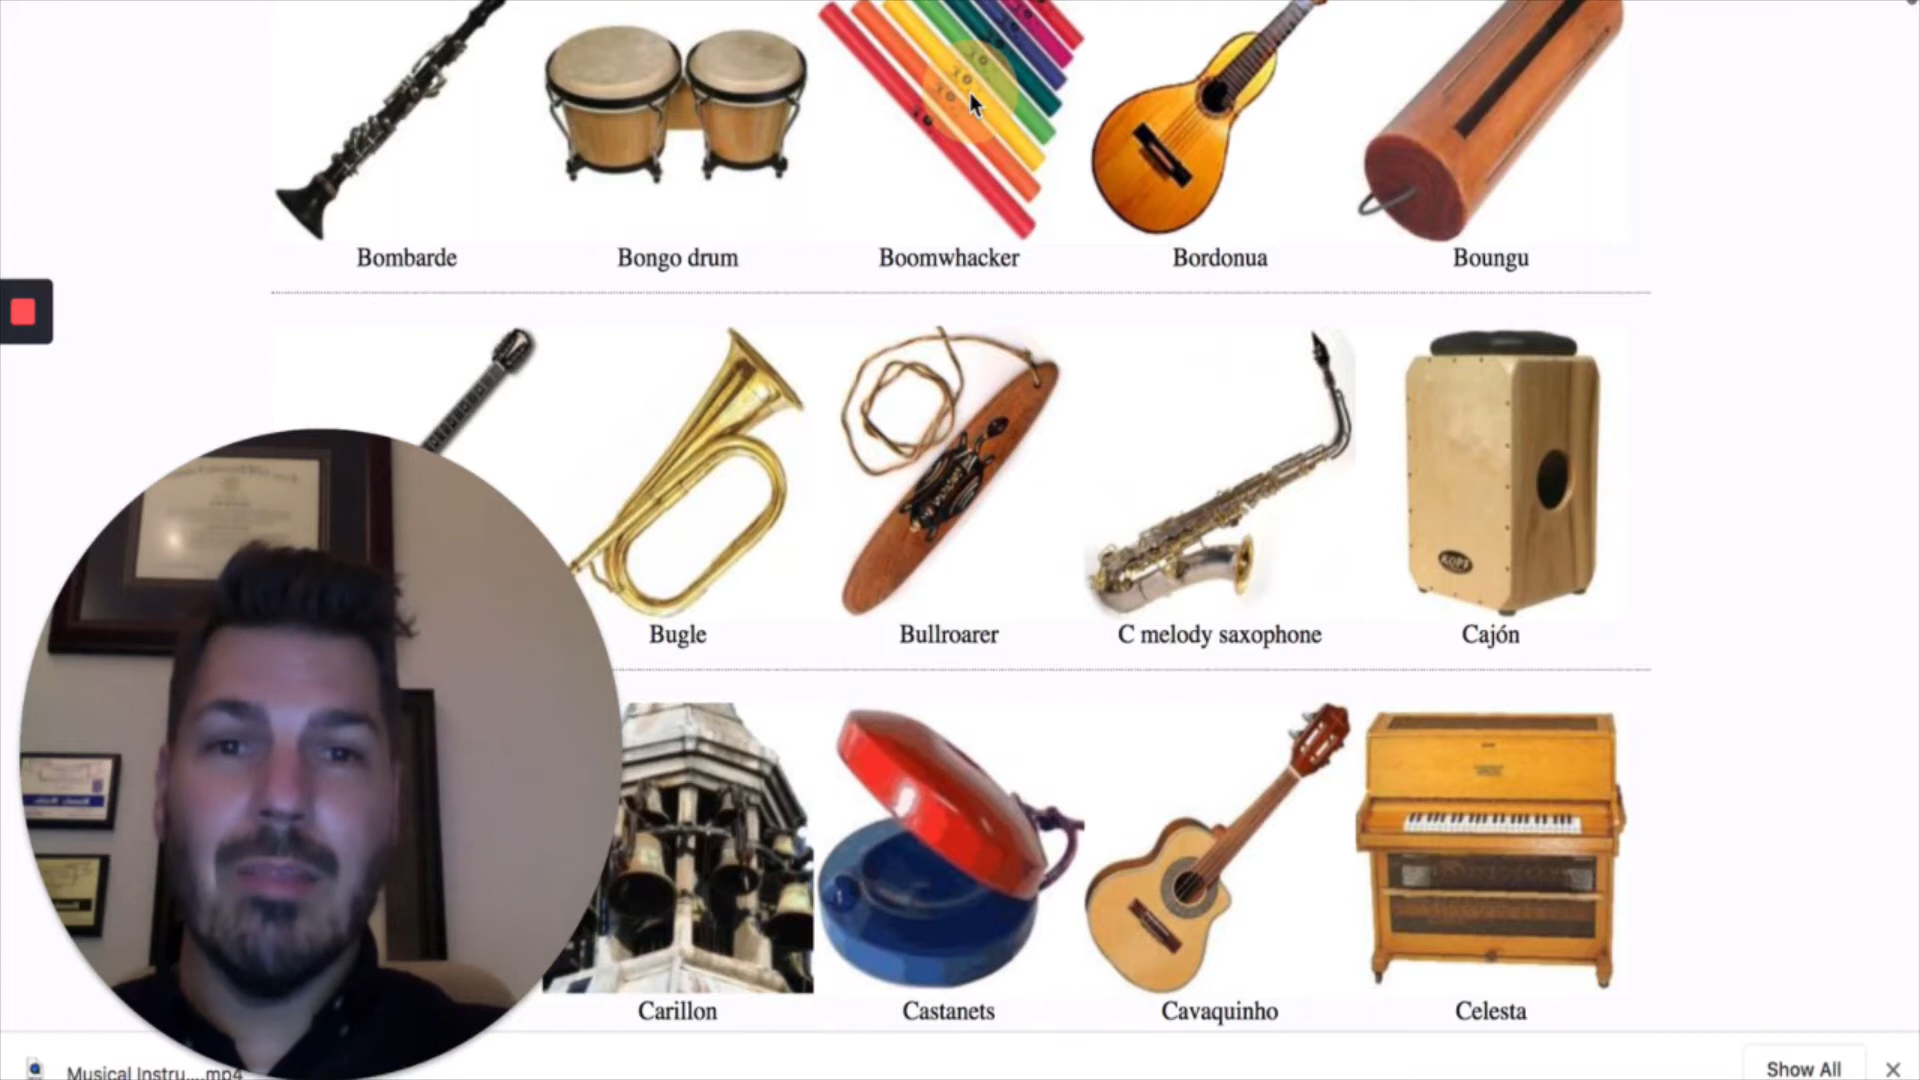 Bombarde
Bongo drum
Boomwhacker
Bordonua
Boungu
Bugle
Bullroarer
C melody saxophone
Cajón
KOPF
Carillon
Castanets
Cavaquinho
Celesta
Musical Instru....mp4
Show All